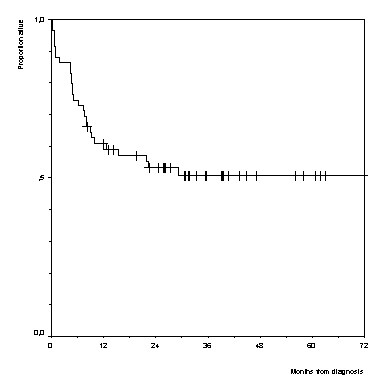 Proportion alive
1,0
,5
0,0
0 12 24 36 48 60 72
Months from diagnosis